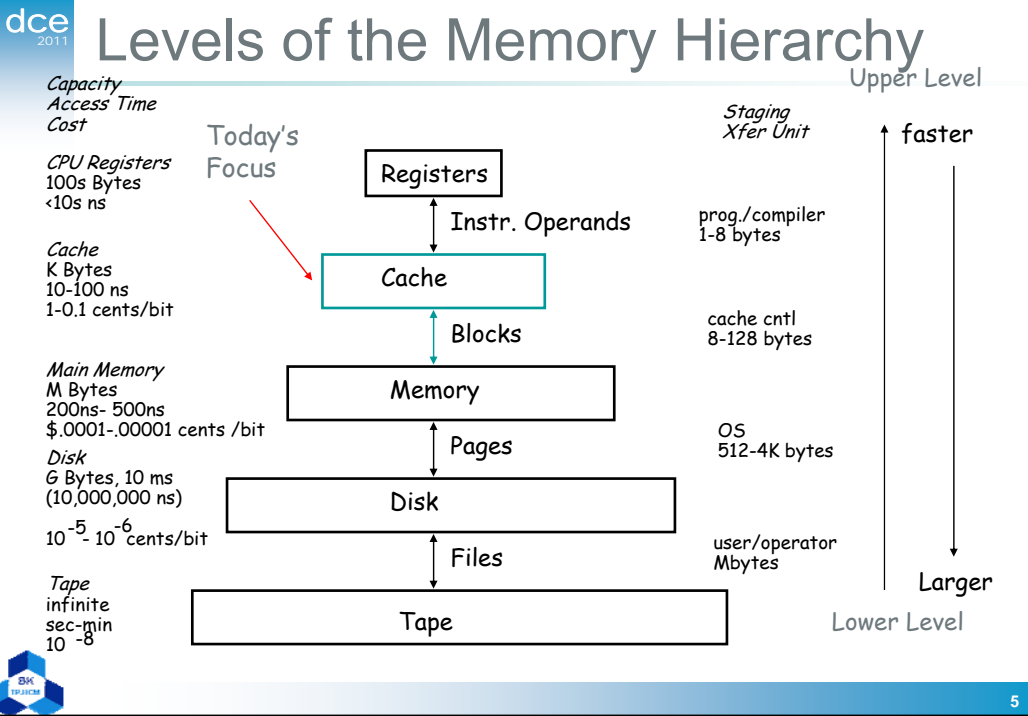 dce
2011
Levels of the Memory Hierarchy
Capacity
Access Time
Cost
CPU Registers
100s Bytes
<10s ns
Cache
K Bytes
10-100 ns
1-0.1 cents/bit
Main Memory
M Bytes
200ns- 500ns
$.0001-.00001 cents /bit
Disk
G Bytes, 10 ms
(10,000,000 ns)
10 -5 - 10 -6 cents/bit
Tape
infinite
sec-min
10 -8
Today's
Focus
Registers
Instr. Operands
Cache
Blocks
Memory
Pages
Disk
Files
Tape
Staging
Xfer Unit
prog./compiler
1-8 bytes
cache cntl
8-128 bytes
OS
512-4K bytes
user/operator
Mbytes
Upper Level
faster
Larger
Lower Level
BK
TP.HCM
5